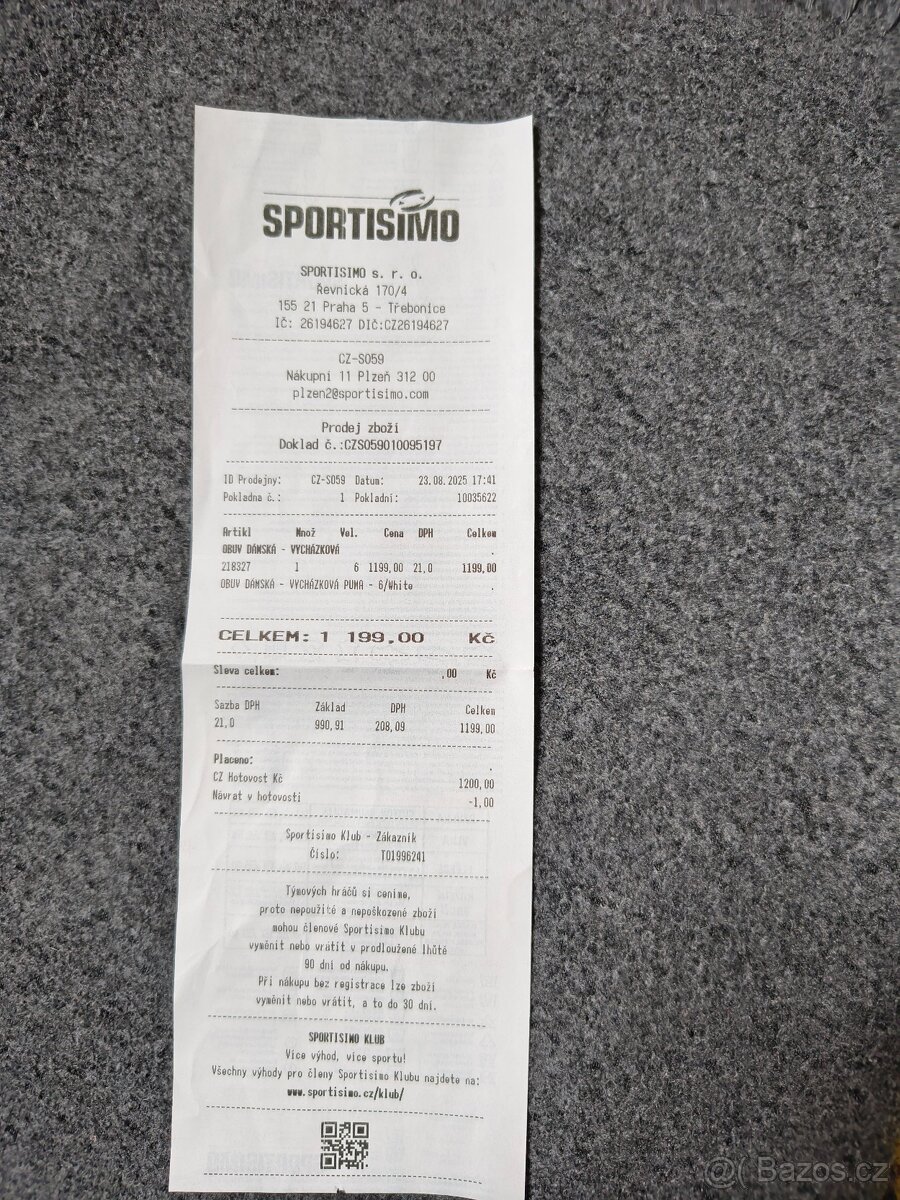 SPORTISIMO
SPORTISIMO s. r. o.
Řevnická 170/4
155 21 Praha 5 - Třebonice
IČ: 26194627 DIČ:CZ26194627
CZ-S059
Nákupní 11 Plzeň 312 00
plzen2@sportisimo.com
Prodej zboží
Doklad č.:CZS059010095197
ID Prodejny: CZ-S059 Datum: 23.08.2025 17:41
Pokladna č.: 1 Pokladní: 10035622
Artikl Množ Vel. Cena DPH Celkem
OBUV DÁMSKÁ - VYCHÁZKOVÁ .
218327 1 6 1199,00 21,0 1199,00
OBUV DÁMSKÁ - VYCHÁZKOVÁ PUMA - 6/White .
CELKEM: 1 199,00 Kč
Sleva celkem: ,00 Kč
Sazba DPH Základ DPH Celkem
21,0 990,91 208,09 1199,00
Placeno: .
CZ Hotovost Kč 1200,00
Návrat v hotovosti -1,00
Sportisimo Klub - Zákazník
Číslo: T01996241
Týmových hráčů si ceníme,
proto nepoužité a nepoškozené zboží
mohou členové Sportisimo Klubu
vyměnit nebo vrátit v prodloužené lhůtě
90 dní od nákupu.
Při nákupu bez registrace lze zboží
vyměnit nebo vrátit, a to do 30 dní.
SPORTISIMO KLUB
Více výhod, více sportu!
Všechny výhody pro členy Sportisimo Klubu najdete na:
www.sportisimo.cz/klub/
@ Bazos.cz